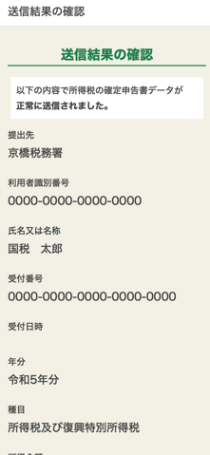 送信結果の確認
送信結果の確認
以下の内容で所得税の確定申告書データが
正常に送信されました。
提出先
京橋税務署
利用者識別番号
0000-0000-0000-0000
氏名又は名称
国税　太郎
受付番号
0000-0000-0000-0000-0000
受付日時
年分
令和5年分
種目
所得税及び復興特別所得税